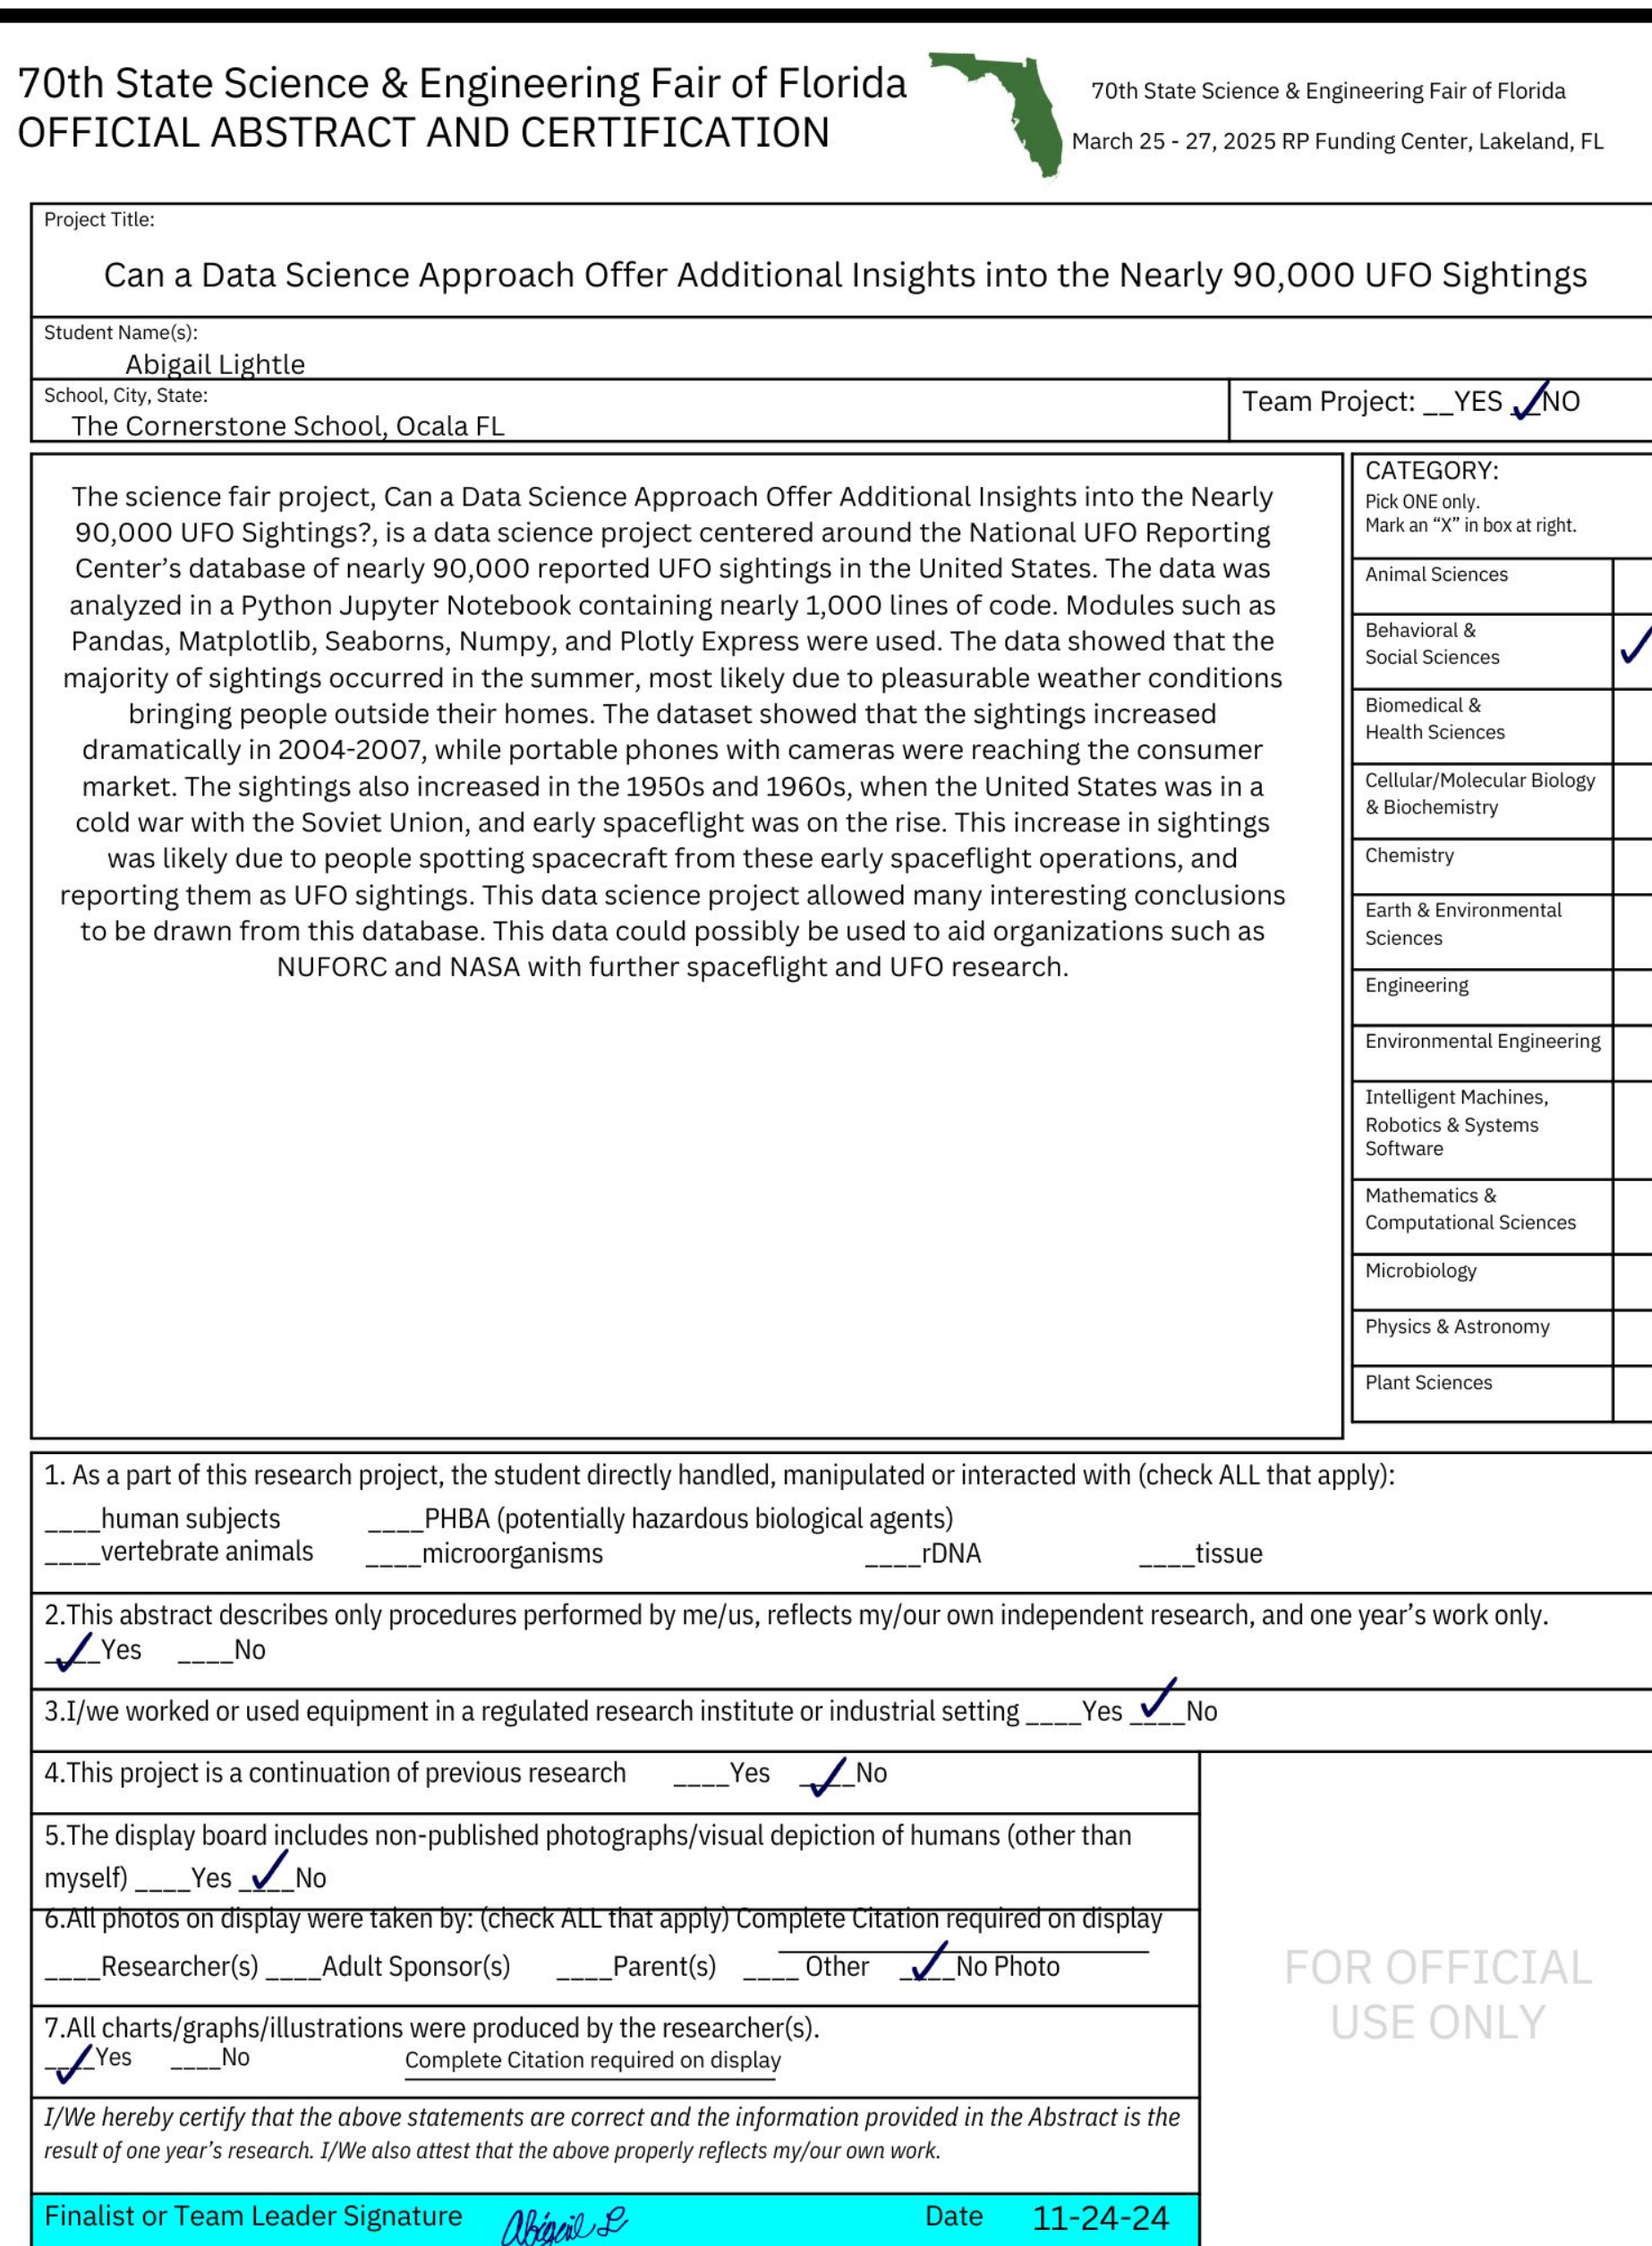 70th State Science & Engineering Fair of Florida
OFFICIAL ABSTRACT AND CERTIFICATION
70th State Science & Engineering Fair of Florida
March 25 - 27, 2025 RP Funding Center, Lakeland, FL
Project Title:
Can a Data Science Approach Offer Additional Insights into the Nearly 90,000 UFO Sightings
Student Name(s):
Abigail Lightle
School, City, State:
The Cornerstone School, Ocala FL
Team Project: __YES ✓NO
The science fair project, Can a Data Science Approach Offer Additional Insights into the Nearly
90,000 UFO Sightings?, is a data science project centered around the National UFO Reporting
Center’s database of nearly 90,000 reported UFO sightings in the United States. The data was
analyzed in a Python Jupyter Notebook containing nearly 1,000 lines of code. Modules such as
Pandas, Matplotlib, Seaborns, Numpy, and Plotly Express were used. The data showed that the
majority of sightings occurred in the summer, most likely due to pleasurable weather conditions
bringing people outside their homes. The dataset showed that the sightings increased
dramatically in 2004-2007, while portable phones with cameras were reaching the consumer
market. The sightings also increased in the 1950s and 1960s, when the United States was in a
cold war with the Soviet Union, and early spaceflight was on the rise. This increase in sightings
was likely due to people spotting spacecraft from these early spaceflight operations, and
reporting them as UFO sightings. This data science project allowed many interesting conclusions
to be drawn from this database. This data could possibly be used to aid organizations such as
NUFORC and NASA with further spaceflight and UFO research.
CATEGORY:
Pick ONE only.
Mark an “X” in box at right.
Animal Sciences
Behavioral &
Social Sciences ✓
Biomedical &
Health Sciences
Cellular/Molecular Biology
& Biochemistry
Chemistry
Earth & Environmental
Sciences
Engineering
Environmental Engineering
Intelligent Machines,
Robotics & Systems
Software
Mathematics &
Computational Sciences
Microbiology
Physics & Astronomy
Plant Sciences
1. As a part of this research project, the student directly handled, manipulated or interacted with (check ALL that apply):
____human subjects ____PHBA (potentially hazardous biological agents)
____vertebrate animals ____microorganisms ____rDNA ____tissue
2.This abstract describes only procedures performed by me/us, reflects my/our own independent research, and one year’s work only.
✓Yes ____No
3.I/we worked or used equipment in a regulated research institute or industrial setting ____Yes ✓No
4.This project is a continuation of previous research ____Yes ✓No
5.The display board includes non-published photographs/visual depiction of humans (other than
myself) ____Yes ✓No
6.All photos on display were taken by: (check ALL that apply) Complete Citation required on display
____Researcher(s) ____Adult Sponsor(s) ____Parent(s) ____ Other ✓No Photo
7.All charts/graphs/illustrations were produced by the researcher(s).
✓Yes ____No Complete Citation required on display
I/We hereby certify that the above statements are correct and the information provided in the Abstract is the
result of one year’s research. I/We also attest that the above properly reflects my/our own work.
Finalist or Team Leader Signature Abigail L Date 11-24-24
FOR OFFICIAL
USE ONLY